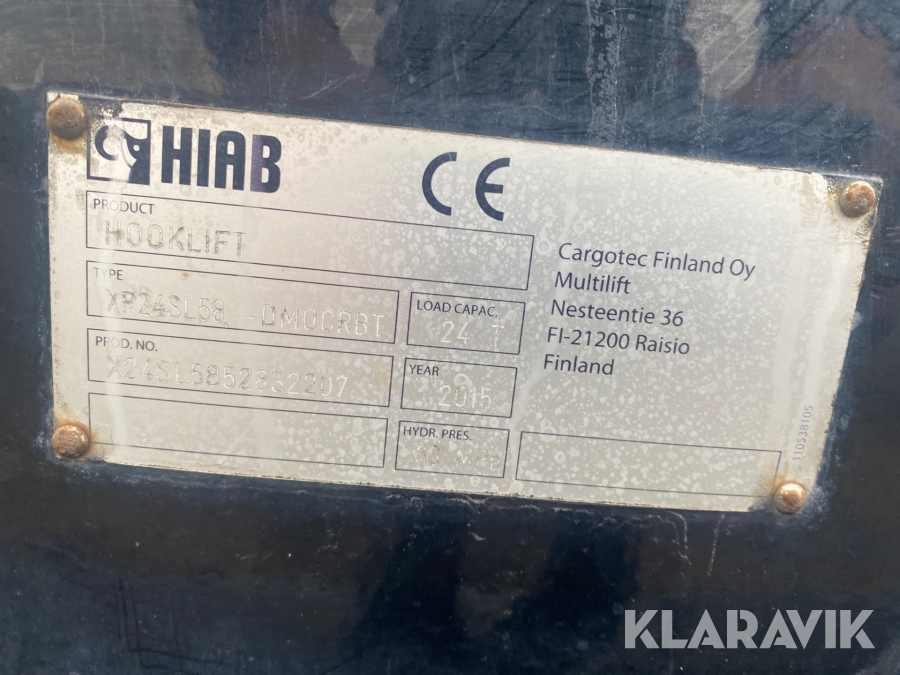 HIAB
CE
PRODUCT
HOOKLIFT
TYPE
XR24SL58 -DMOCRBT
LOAD CAPAC.
24 T
PROD. NO.
YEAR
2015
HYDR. PRES.
Cargotec Finland Oy
Multilift
Nesteentie 36
FI-21200 Raisio
Finland
110538105
KLARAVIK